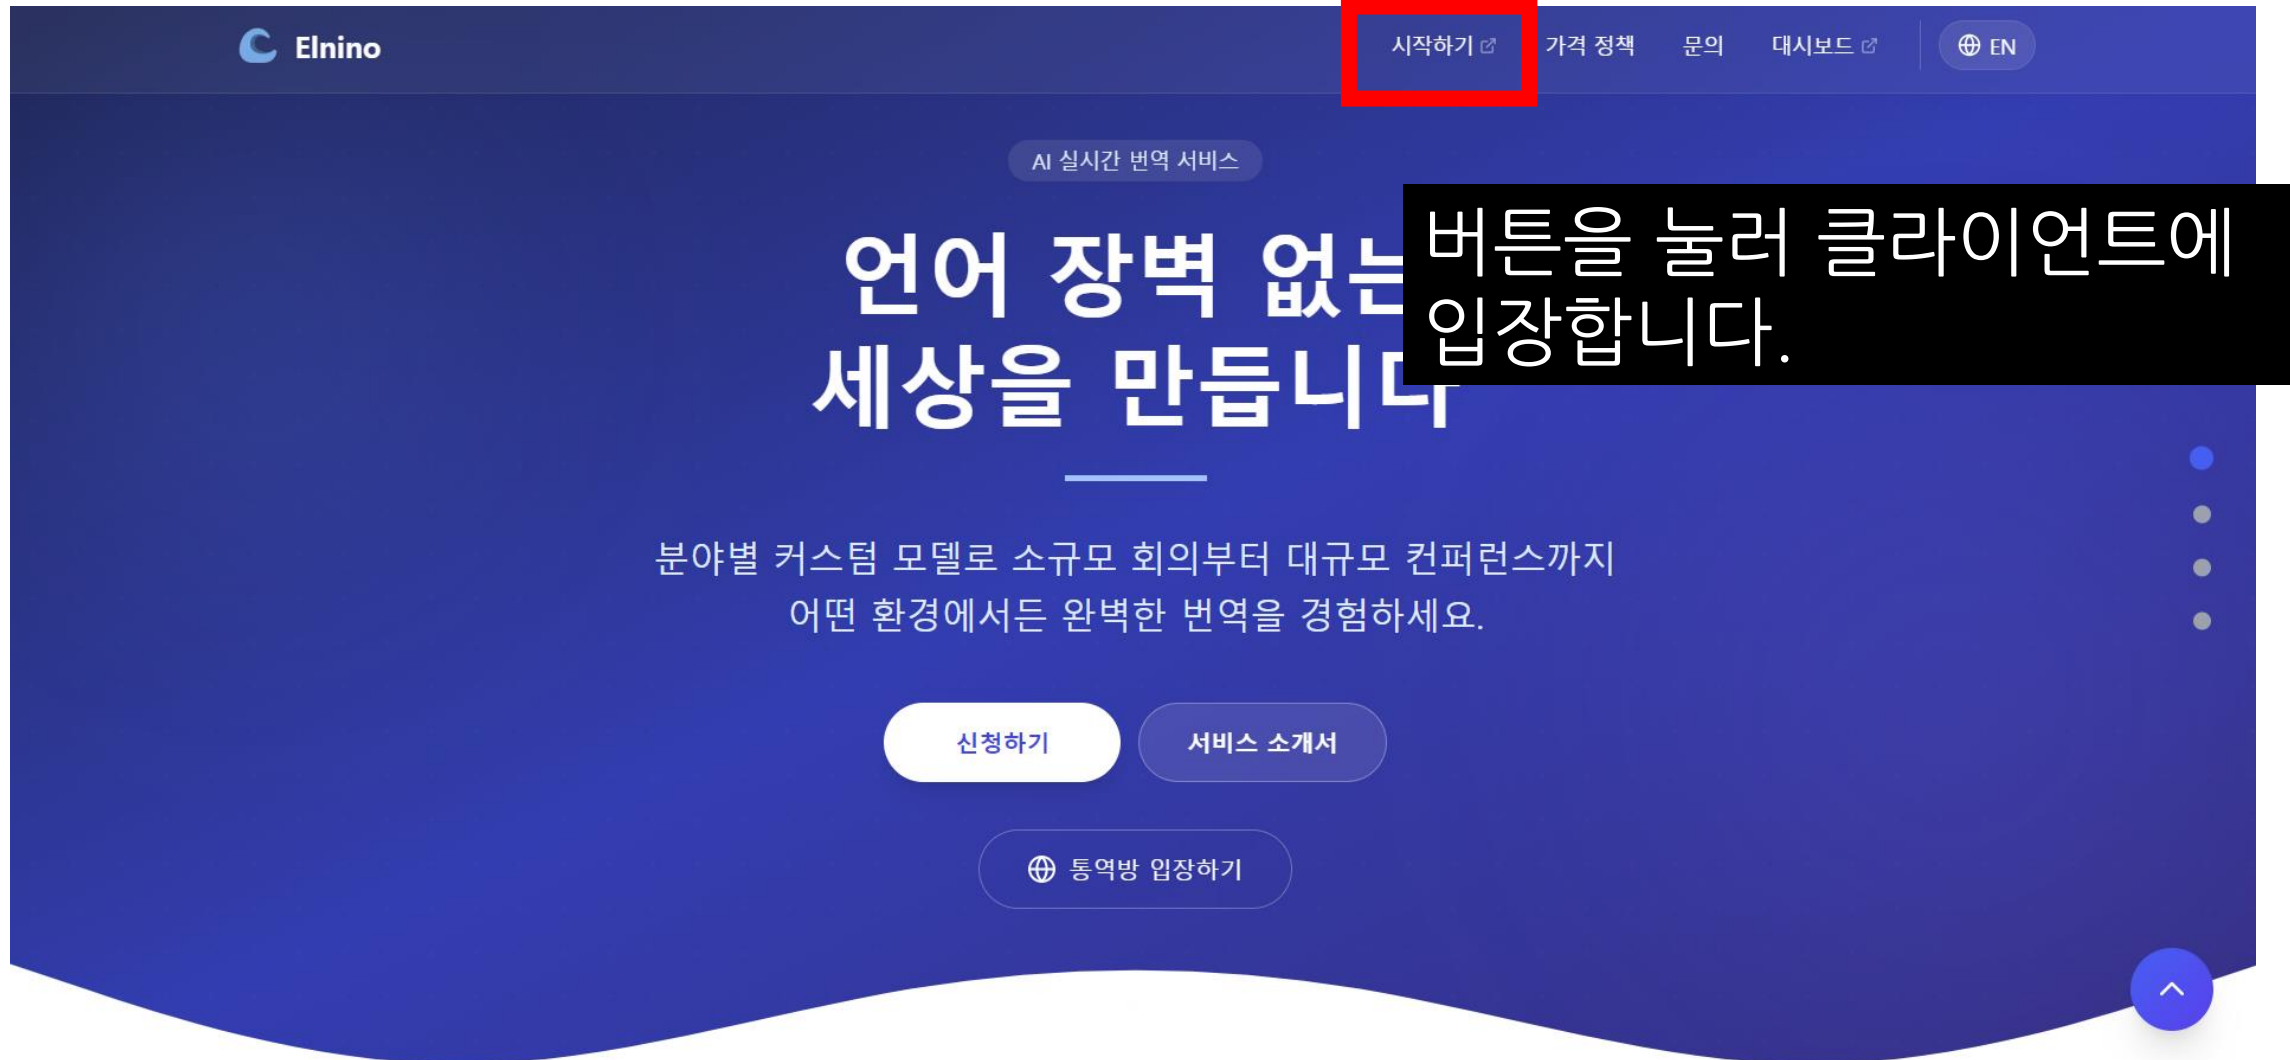 Elnino
시작하기
가격 정책
문의
대시보드
EN
AI 실시간 번역 서비스
버튼을 눌러 클라이언트에
입장합니다.
언어 장벽 없는
세상을 만듭니다
분야별 커스텀 모델로 소규모 회의부터 대규모 컨퍼런스까지
어떤 환경에서든 완벽한 번역을 경험하세요.
신청하기
서비스 소개서
통역방 입장하기